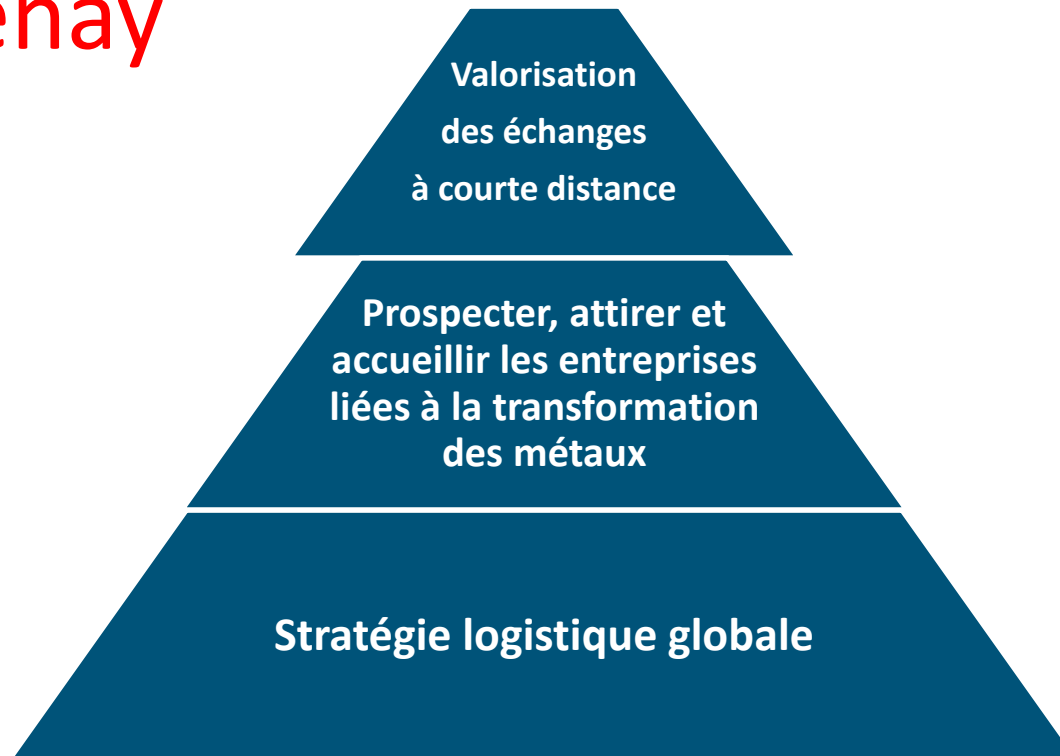 enay
Valorisation
des échanges
à courte distance
Prospecter, attirer et
accueillir les entreprises
liées à la transformation
des métaux
Stratégie logistique globale